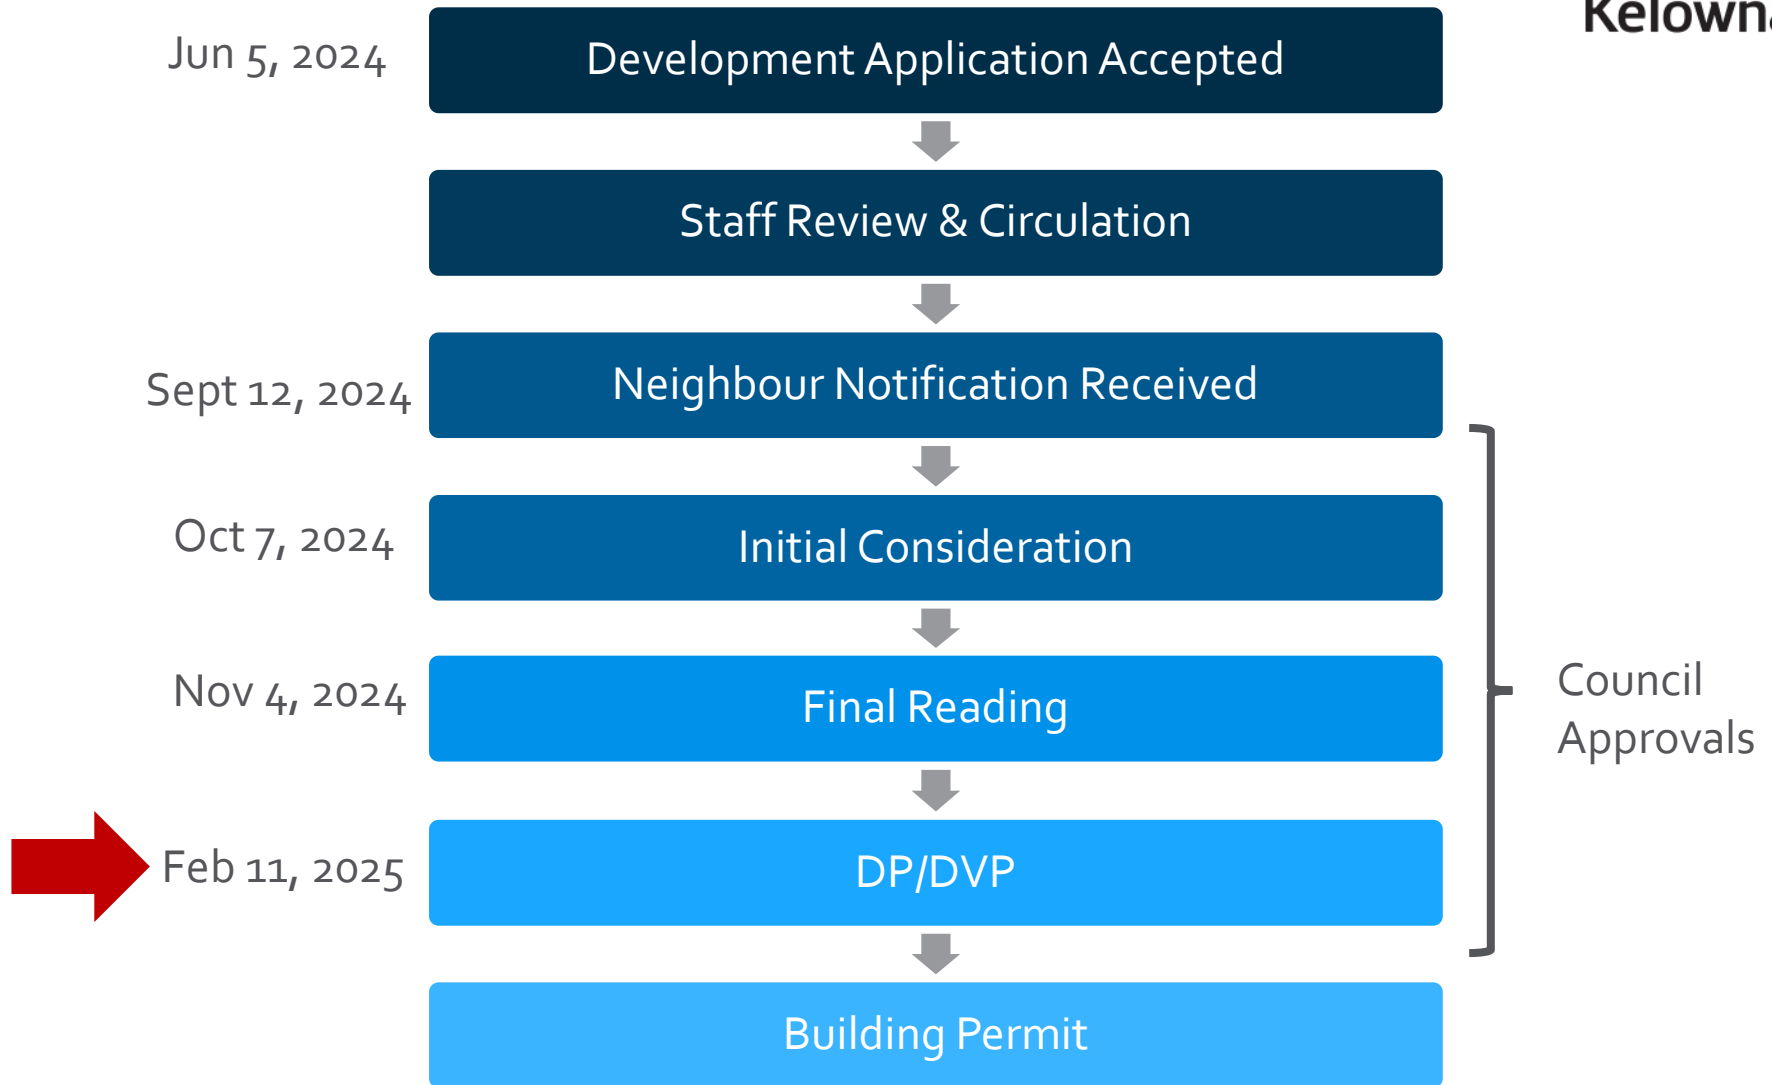 Kelowna
Jun 5, 2024
Development Application Accepted
Staff Review & Circulation
Sept 12, 2024
Neighbour Notification Received
Oct 7, 2024
Initial Consideration
Nov 4, 2024
Final Reading
Council
Approvals
Feb 11, 2025
DP/DVP
Building Permit